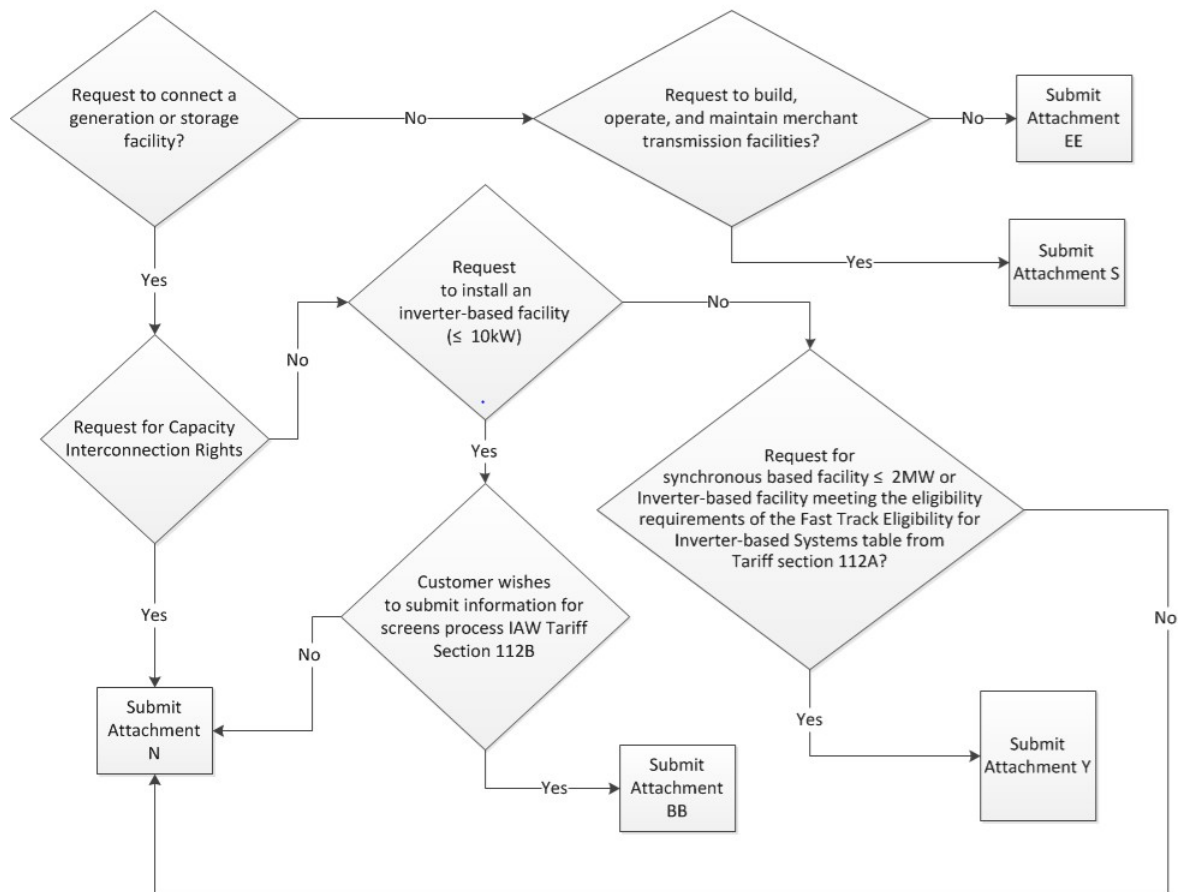 Request to connect a
generation or storage
facility?
No
Request to build,
operate, and maintain merchant
transmission facilities?
No
Submit
Attachment
EE
Yes
Submit
Attachment S
Yes
Request for Capacity
Interconnection Rights
No
Request
to install an
inverter-based facility
(≤ 10kW)
No
Yes
Request for
synchronous based facility ≤ 2MW or
Inverter-based facility meeting the eligibility
requirements of the Fast Track Eligibility for
Inverter-based Systems table from
Tariff section 112A?
No
Yes
Customer wishes
to submit information for
screens process IAW Tariff
Section 112B
No
Submit
Attachment
N
Yes
Submit
Attachment
BB
Yes
Submit
Attachment Y